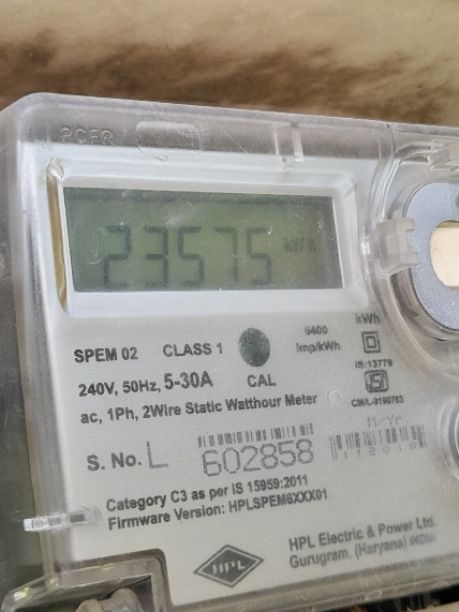 23575 kWh
SPEM 02 CLASS 1
6400
Imp/kWh
kWh
IS:13779
240V, 50Hz, 5-30A CAL
CM/L-9190763
ac, 1Ph, 2Wire Static Watthour Meter
M/Yr
S. No. L 602858
Category C3 as per IS 15959:2011
Firmware Version: HPLSPEM6XXX01
HPL
HPL Electric & Power Ltd.
Gurugram, (Haryana) INDIA